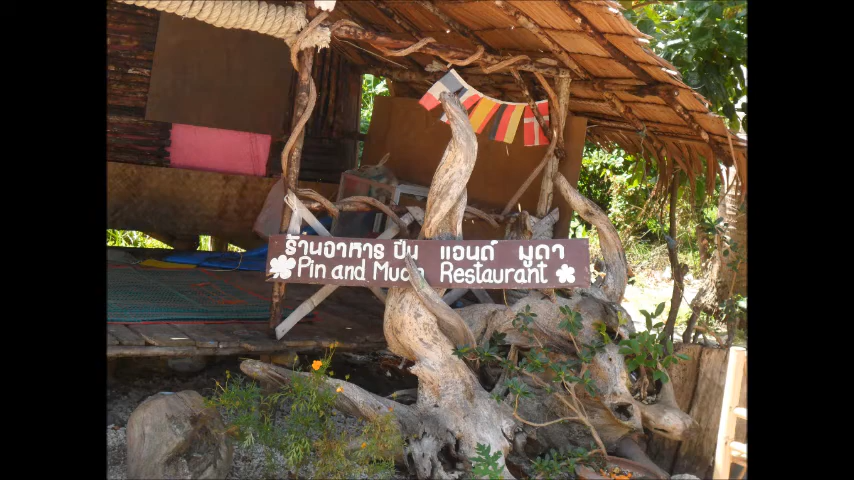 ร้านอาหาร ปิ่น แอนด์ มูดา
Pin and Muda Restaurant